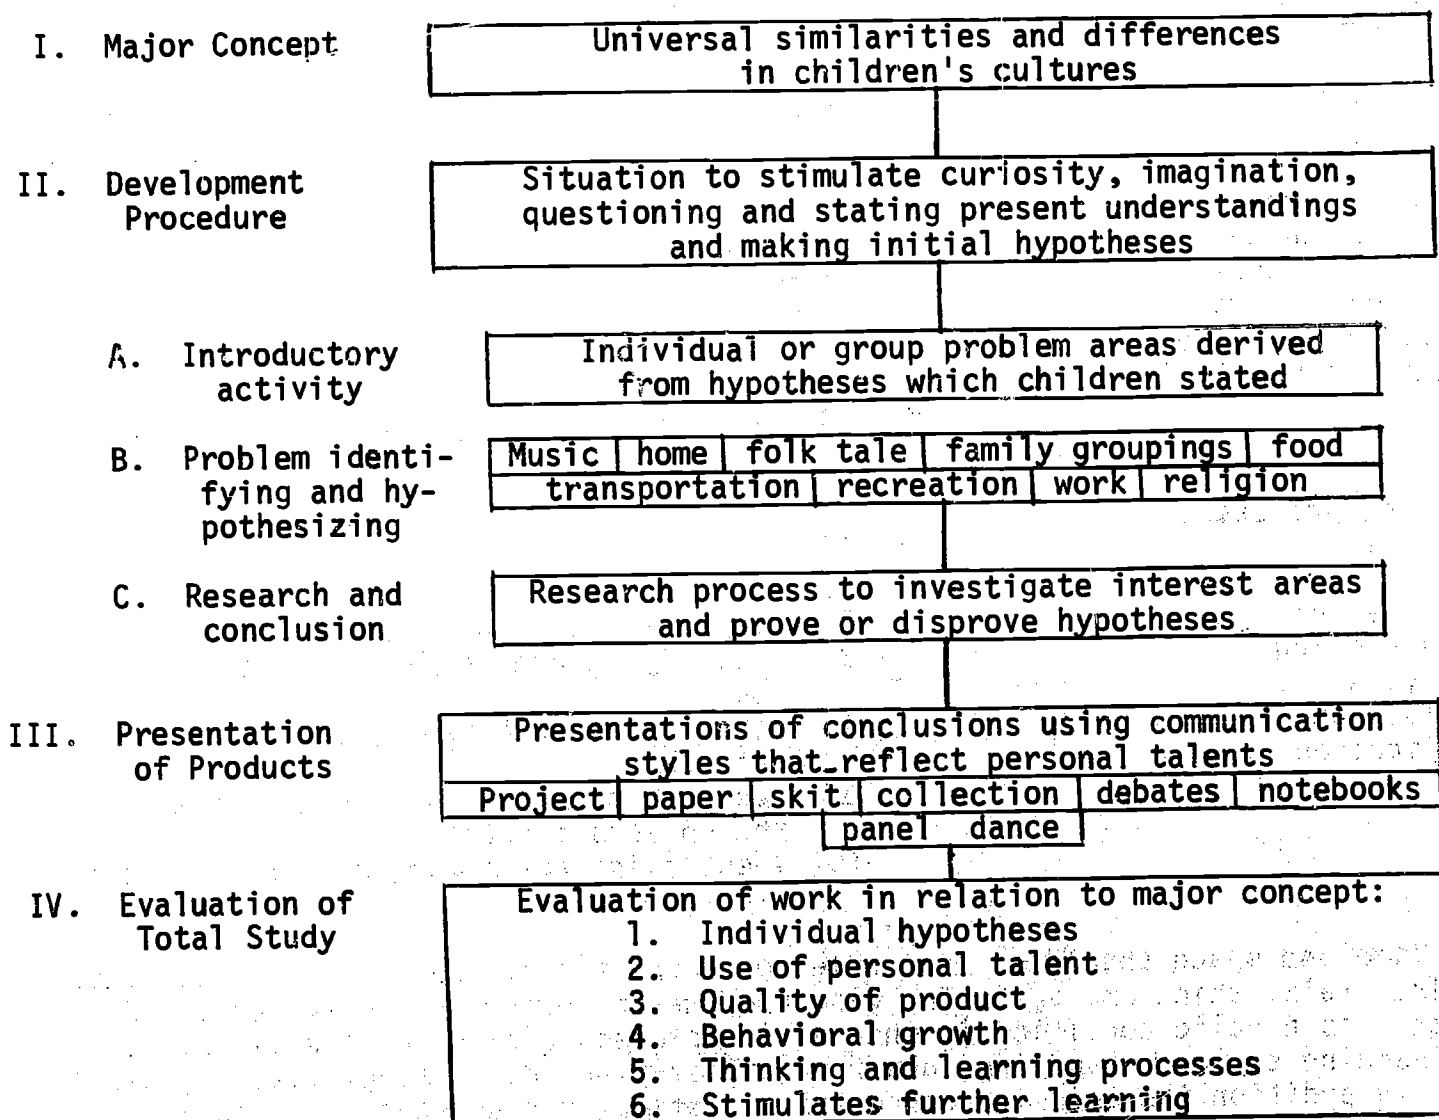 I. Major Concept
Universal similarities and differences
in children's cultures
II. Development
Procedure
Situation to stimulate curiosity, imagination,
questioning and stating present understandings
and making initial hypotheses
A. Introductory
activity
Individual or group problem areas derived
from hypotheses which children stated
B. Problem identi-
fying and hy-
pothesizing
Music home folk tale family groupings food
transportation recreation work religion
C. Research and
conclusion
Research process to investigate interest areas
and prove or disprove hypotheses
III. Presentation
of Products
Presentations of conclusions using communication
styles that reflect personal talents
Project paper skit collection debates notebooks
panel dance
IV. Evaluation of
Total Study
Evaluation of work in relation to major concept:
1. Individual hypotheses
2. Use of personal talent
3. Quality of product
4. Behavioral growth
5. Thinking and learning processes
6. Stimulates further learning